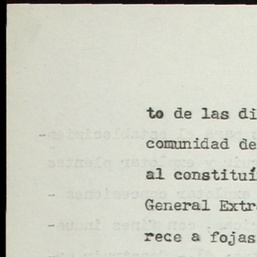 to de las di
comunidad de
al constituí
General Extr
rece a fojas